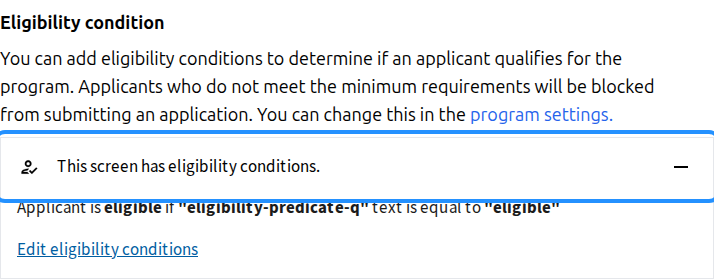 Eligibility condition
You can add eligibility conditions to determine if an applicant qualifies for the
program. Applicants who do not meet the minimum requirements will be blocked
from submitting an application. You can change this in the program settings.
This screen has eligibility conditions.
Applicant is eligible if "eligibility-predicate-q" text is equal to "eligible"
Edit eligibility conditions